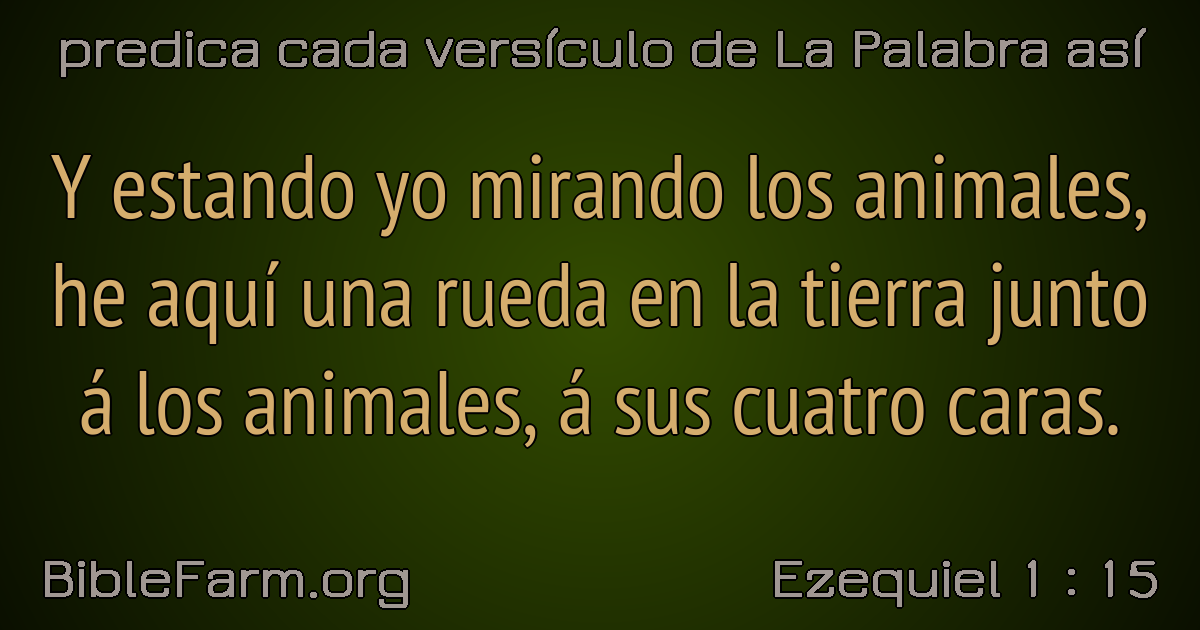 predica cada versículo de La Palabra así
Y estando yo mirando los animales,
he aquí una rueda en la tierra junto
á los animales, á sus cuatro caras.
BibleFarm.org
Ezequiel 1 : 15